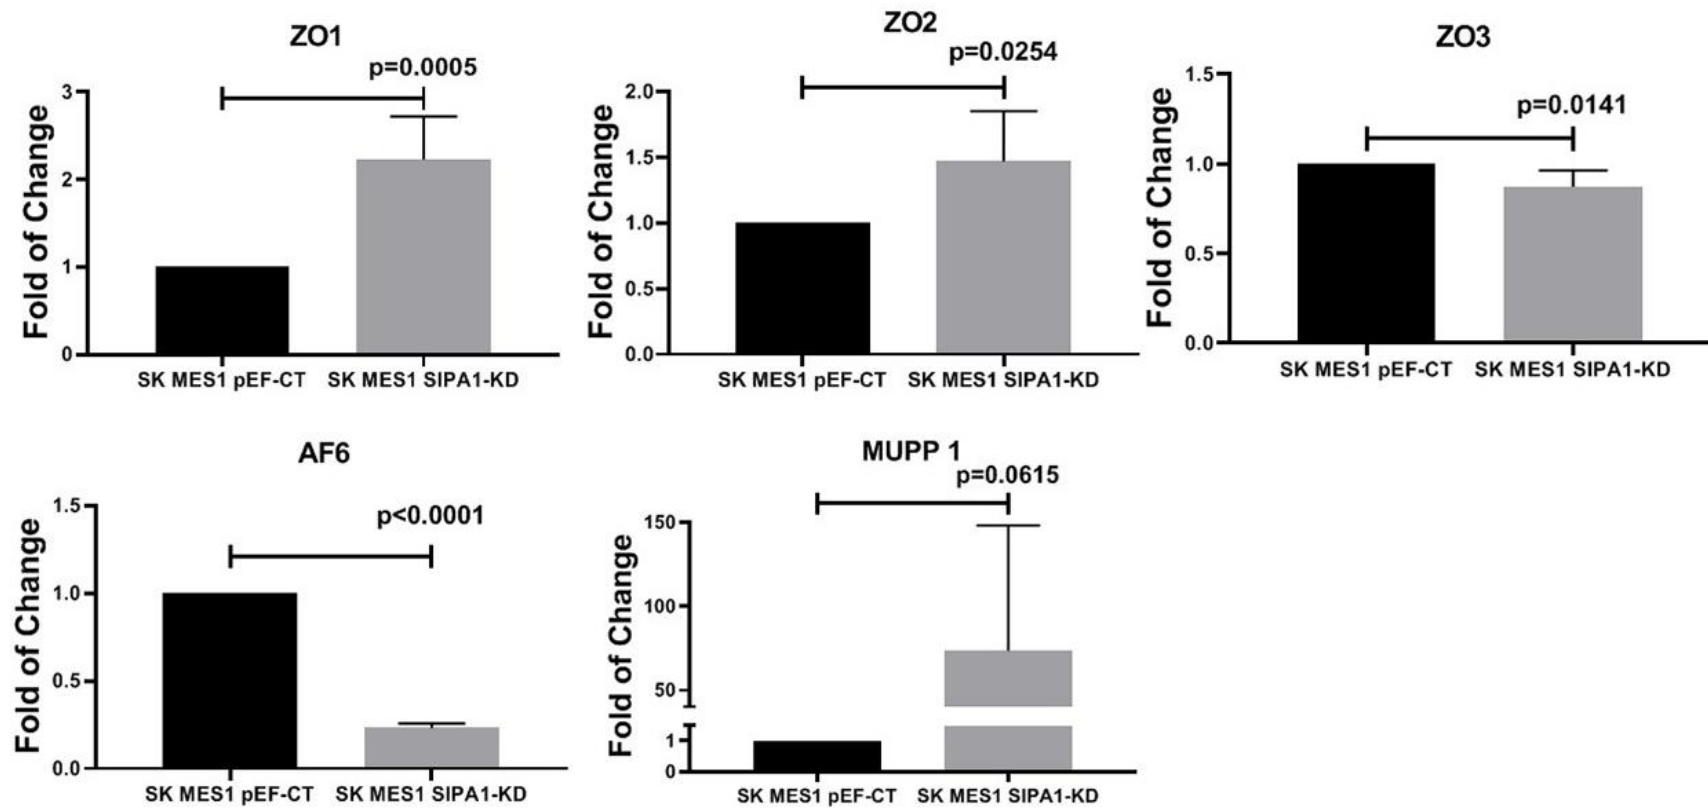 ZO1
p=0.0005
Fold of Change
3
2
1
0
SK MES1 pEF-CT SK MES1 SIPA1-KD
ZO2
p=0.0254
Fold of Change
2.0
1.5
1.0
0.5
0.0
SK MES1 pEF-CT SK MES1 SIPA1-KD
ZO3
p=0.0141
Fold of Change
1.5
1.0
0.5
0.0
SK MES1 pEF-CT SK MES1 SIPA1-KD
AF6
p<0.0001
Fold of Change
1.5
1.0
0.5
0.0
SK MES1 pEF-CT SK MES1 SIPA1-KD
MUPP 1
p=0.0615
Fold of Change
150
100
50
1
0
SK MES1 pEF-CT SK MES1 SIPA1-KD